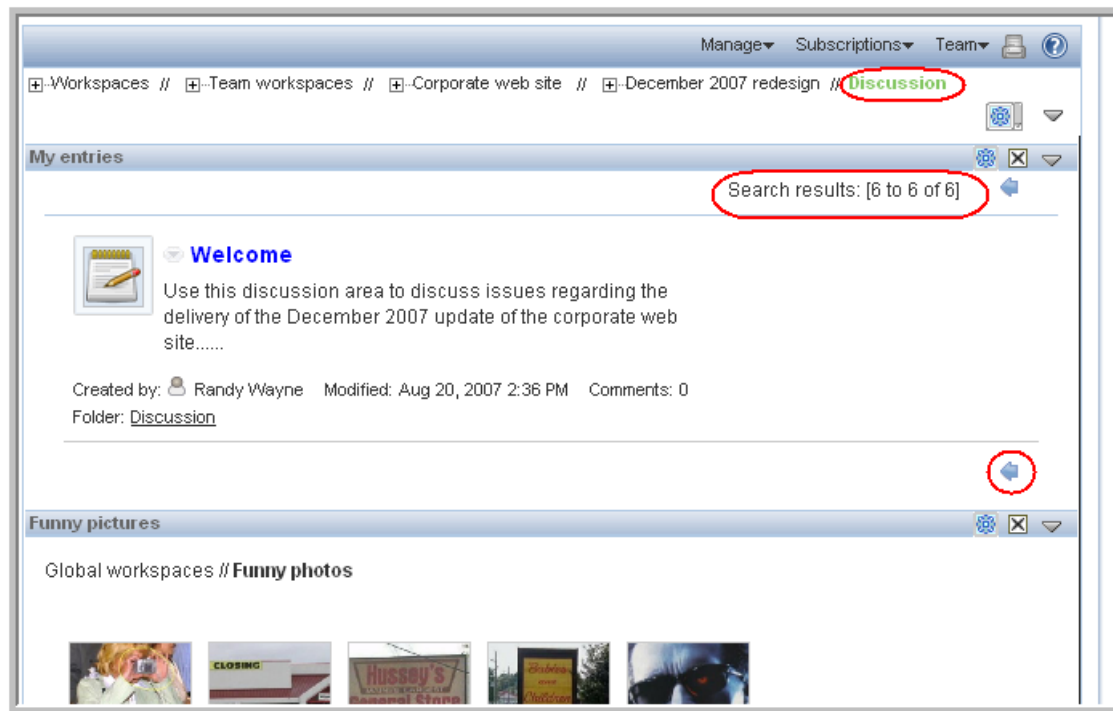 Manage Subscriptions Team
Workspaces // Team workspaces // Corporate web site // December 2007 redesign // Discussion
My entries
Search results: [6 to 6 of 6]
Welcome
Use this discussion area to discuss issues regarding the
delivery of the December 2007 update of the corporate web
site......
Created by: Randy Wayne Modified: Aug 20, 2007 2:36 PM Comments: 0
Folder: Discussion
Funny pictures
Global workspaces // Funny photos
CLOSING
Hussey's
General Store
Babies
and
Children